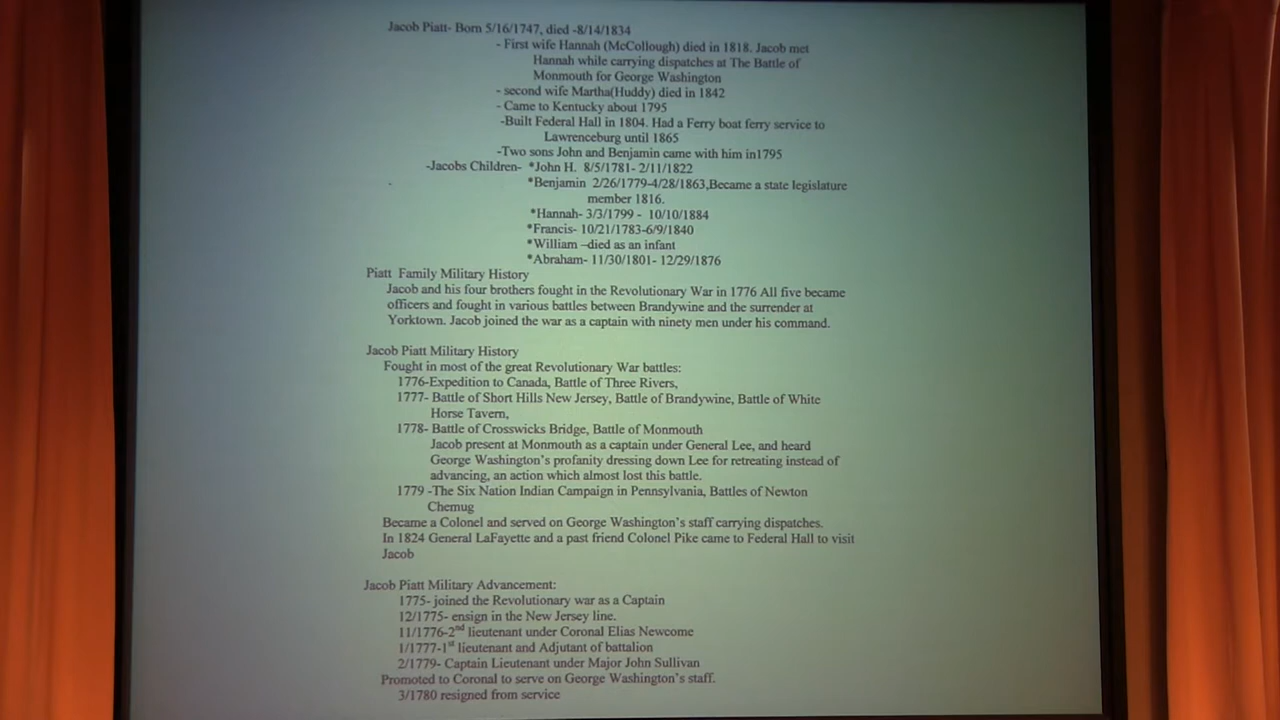 Jacob Piatt- Born 5/16/1747, died -8/14/1834
- First wife Hannah (McCollough) died in 1818. Jacob met
Hannah while carrying dispatches at The Battle of
Monmouth for George Washington
- second wife Martha(Huddy) died in 1842
- Came to Kentucky about 1795
-Built Federal Hall in 1804. Had a Ferry boat ferry service to
Lawrenceburg until 1865
-Two sons John and Benjamin came with him in1795
-Jacobs Children- *John H. 8/5/1781- 2/11/1822
*Benjamin 2/26/1779-4/28/1863,Became a state legislature
member 1816.
*Hannah- 3/3/1799 - 10/10/1884
*Francis- 10/21/1783-6/9/1840
*William –died as an infant
*Abraham- 11/30/1801- 12/29/1876
Piatt Family Military History
Jacob and his four brothers fought in the Revolutionary War in 1776 All five became
officers and fought in various battles between Brandywine and the surrender at
Yorktown. Jacob joined the war as a captain with ninety men under his command.
Jacob Piatt Military History
Fought in most of the great Revolutionary War battles:
1776-Expedition to Canada, Battle of Three Rivers,
1777- Battle of Short Hills New Jersey, Battle of Brandywine, Battle of White
Horse Tavern,
1778- Battle of Crosswicks Bridge, Battle of Monmouth
Jacob present at Monmouth as a captain under General Lee, and heard
George Washington's profanity dressing down Lee for retreating instead of
advancing, an action which almost lost this battle.
1779 -The Six Nation Indian Campaign in Pennsylvania, Battles of Newton
Chemug
Became a Colonel and served on George Washington's staff carrying dispatches.
In 1824 General LaFayette and a past friend Colonel Pike came to Federal Hall to visit
Jacob
Jacob Piatt Military Advancement:
1775- joined the Revolutionary war as a Captain
12/1775- ensign in the New Jersey line.
11/1776-2nd lieutenant under Coronal Elias Newcome
1/1777-1st lieutenant and Adjutant of battalion
2/1779- Captain Lieutenant under Major John Sullivan
Promoted to Coronal to serve on George Washington's staff.
3/1780 resigned from service